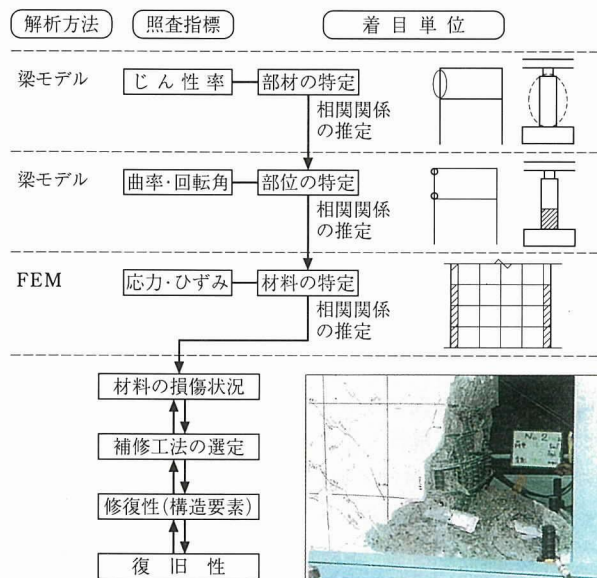 解析方法 照査指標 着目単位
梁モデル じん性率 部材の特定
相関関係
の推定
梁モデル 曲率・回転角 部位の特定
相関関係
の推定
FEM 応力・ひずみ 材料の特定
相関関係
の推定
材料の損傷状況
補修工法の選定
修復性(構造要素)
復旧性
No.2